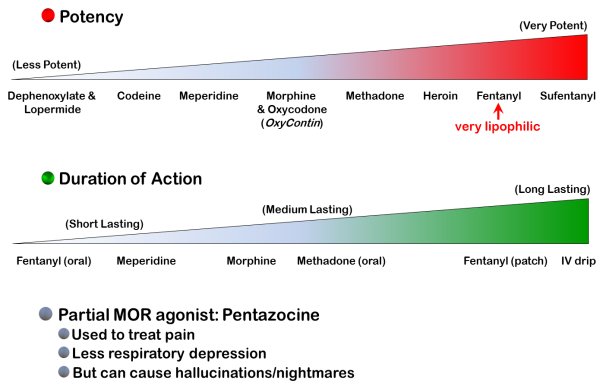 Potency
(Very Potent)
(Less Potent)
Dephenoxylate &
Lopermide
Codeine
Meperidine
Morphine
& Oxycodone
(OxyContin)
Methadone
Heroin
Fentanyl
Sufentanyl
very lipophilic
Duration of Action
(Long Lasting)
(Medium Lasting)
(Short Lasting)
Fentanyl (oral)
Meperidine
Morphine
Methadone (oral)
Fentanyl (patch)
IV drip
Partial MOR agonist: Pentazocine
Used to treat pain
Less respiratory depression
But can cause hallucinations/nightmares